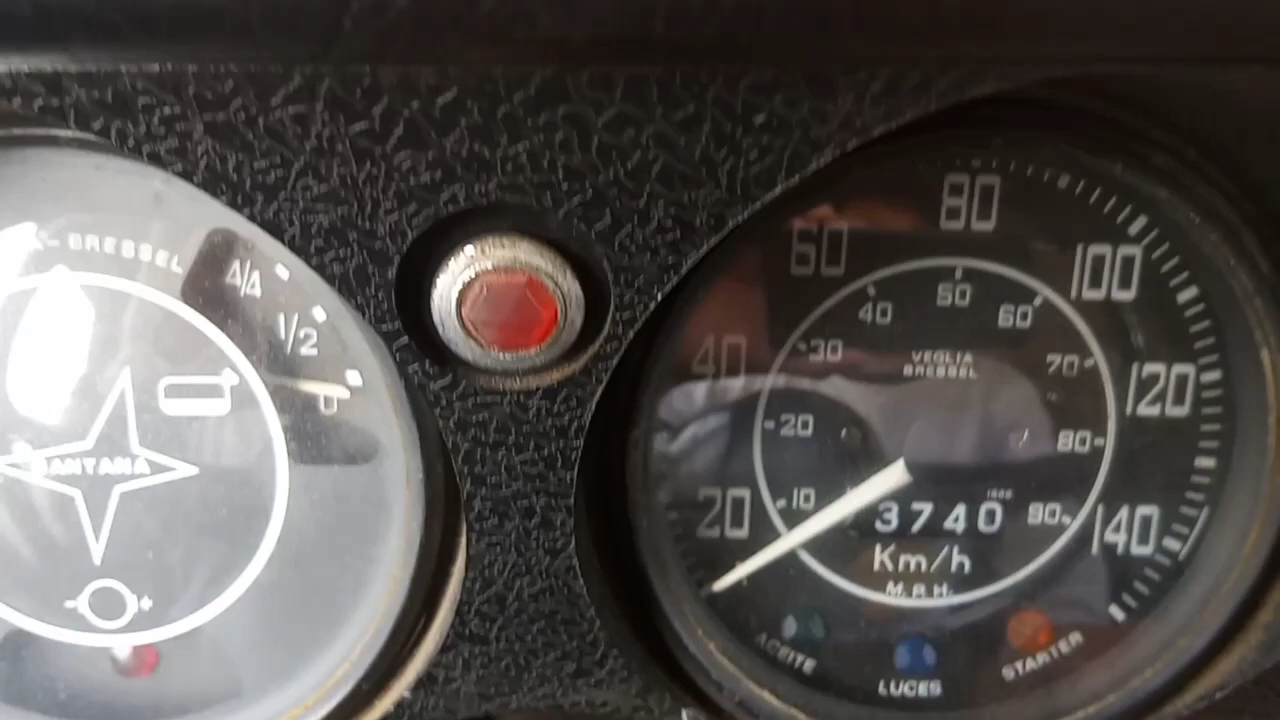 BRESSEL
4/4
1/2
0
SANTANA
20
40
60
80
100
120
140
10
20
30
40
50
60
70
80
90
VEGLIA
BRESSEL
3740
Km/h
M.P.H.
ACEITE
LUCES
STARTER